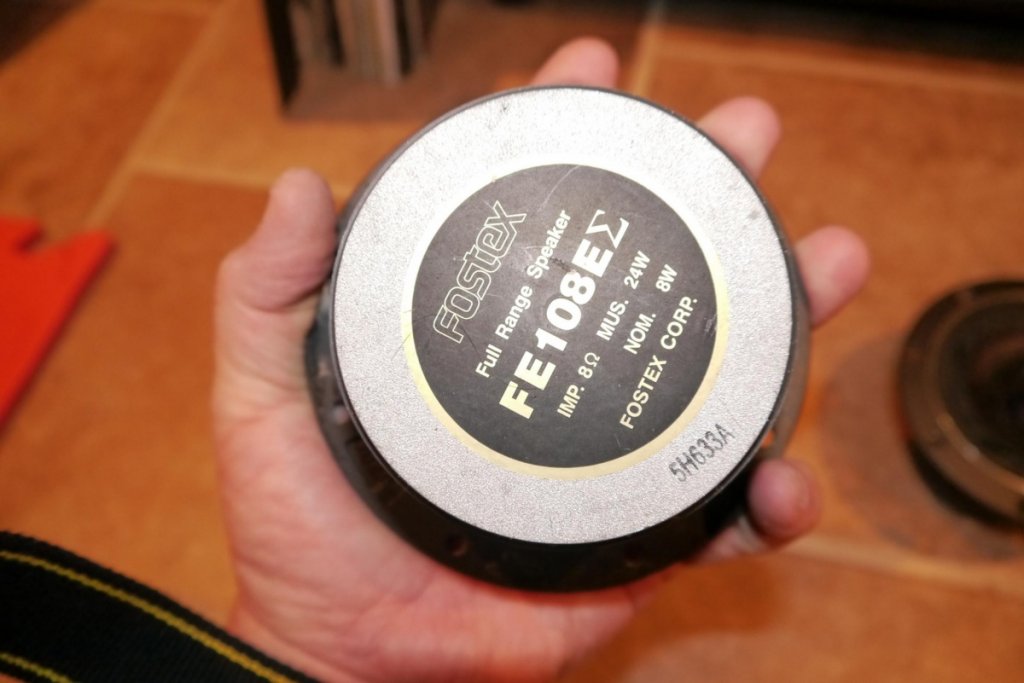 FOSTEX
Full Range Speaker
FE108EΣ
IMP. 8Ω MUS. 24W
NOM. 8W
FOSTEX CORP.
5H633A